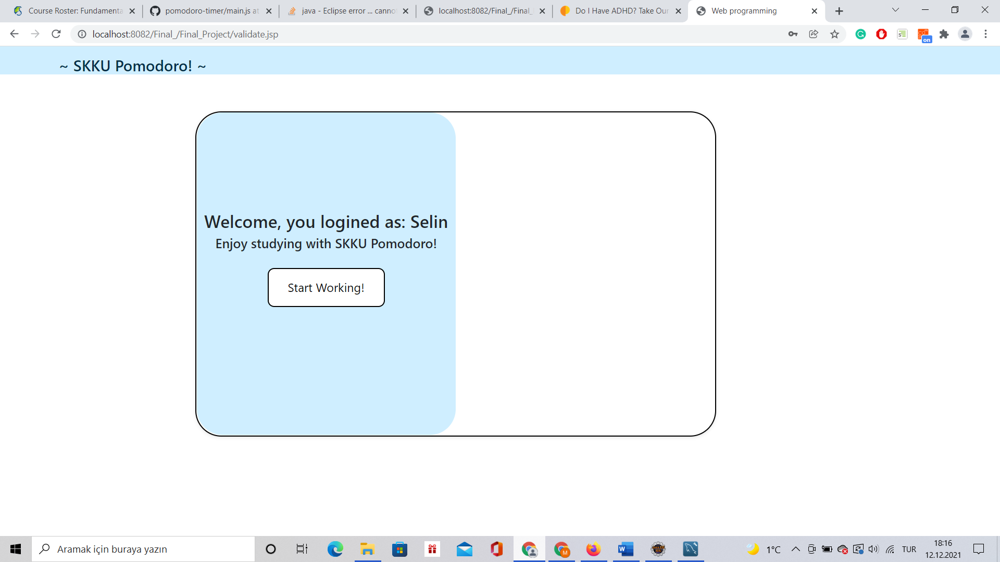 Course Roster: Fundamenta
pomodoro-timer/main.js at
java - Eclipse error ... canno
localhost:8082/Final_/Final_
Do I Have ADHD? Take Our
Web programming
localhost:8082/Final_/Final_Project/validate.jsp
on
~ SKKU Pomodoro! ~
Welcome, you logined as: Selin
Enjoy studying with SKKU Pomodoro!
Start Working!
Aramak için buraya yazın
M
W
1°C
TUR
18:16
12.12.2021